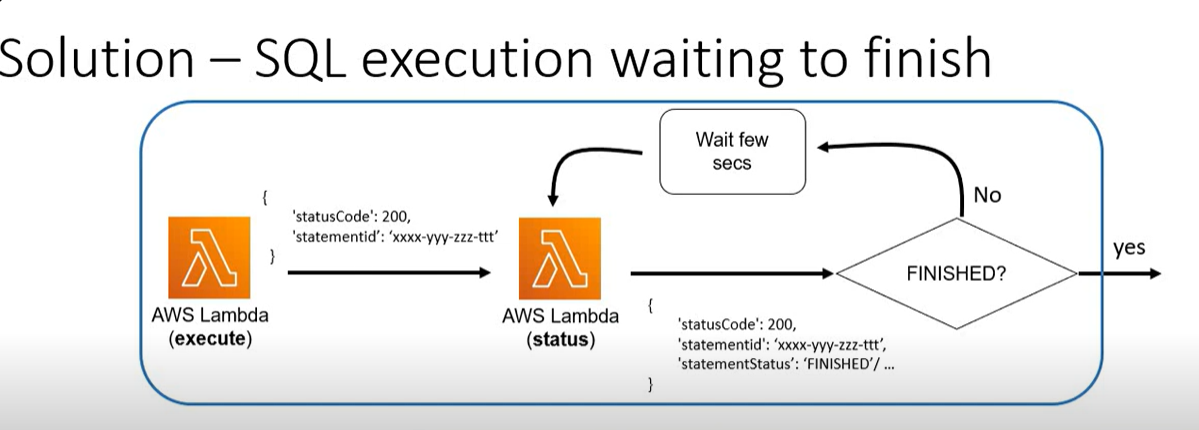 Solution – SQL execution waiting to finish
Wait few
secs
No
{
'statusCode': 200,
'statementid': ‘xxxx-yyy-zzz-ttt’
}
yes
FINISHED?
AWS Lambda
(execute)
AWS Lambda
(status)
{
'statusCode': 200,
'statementid': ‘xxxx-yyy-zzz-ttt’,
'statementStatus’: ‘FINISHED’/ ...
}